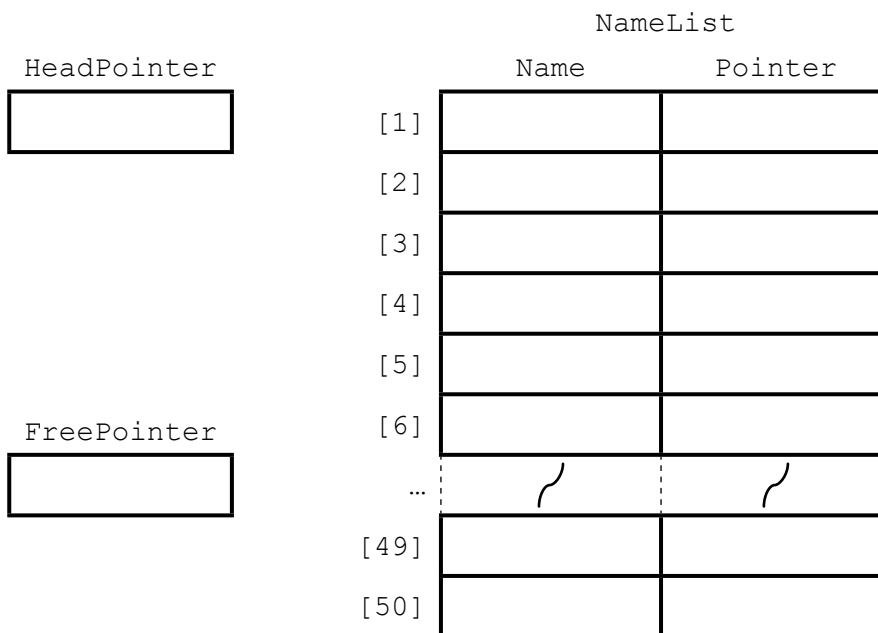 NameList
HeadPointer Name Pointer
[1]
[2]
[3]
[4]
[5]
FreePointer [6]
…
[49]
[50]